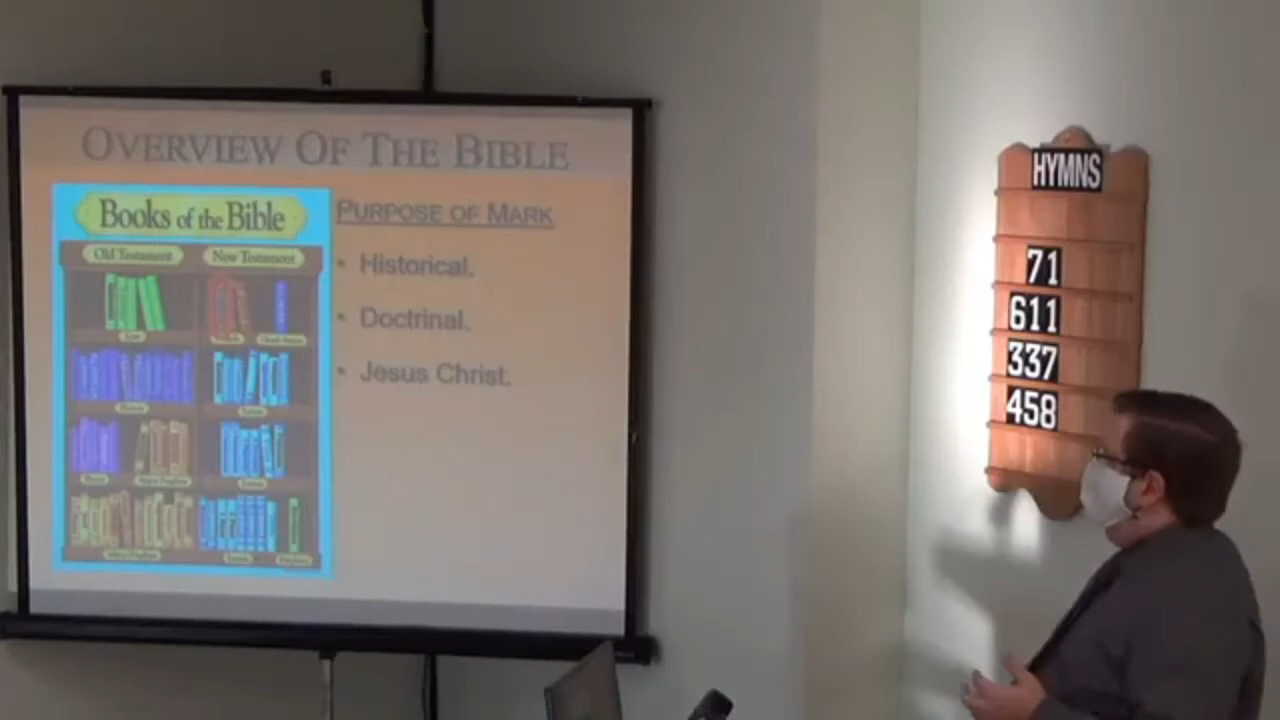 OVERVIEW OF THE BIBLE
Books of the Bible
Old Testament
New Testament
PURPOSE OF MARK
• Historical.
• Doctrinal.
• Jesus Christ.
HYMNS
71
611
337
458